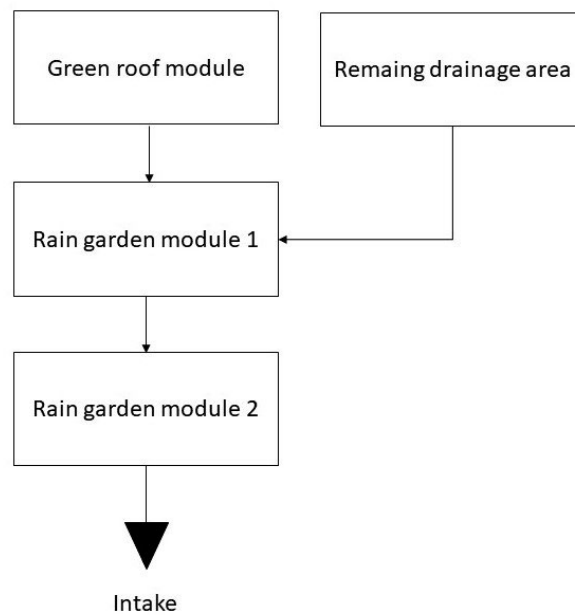 Green roof module
Remaing drainage area
Rain garden module 1
Rain garden module 2
Intake